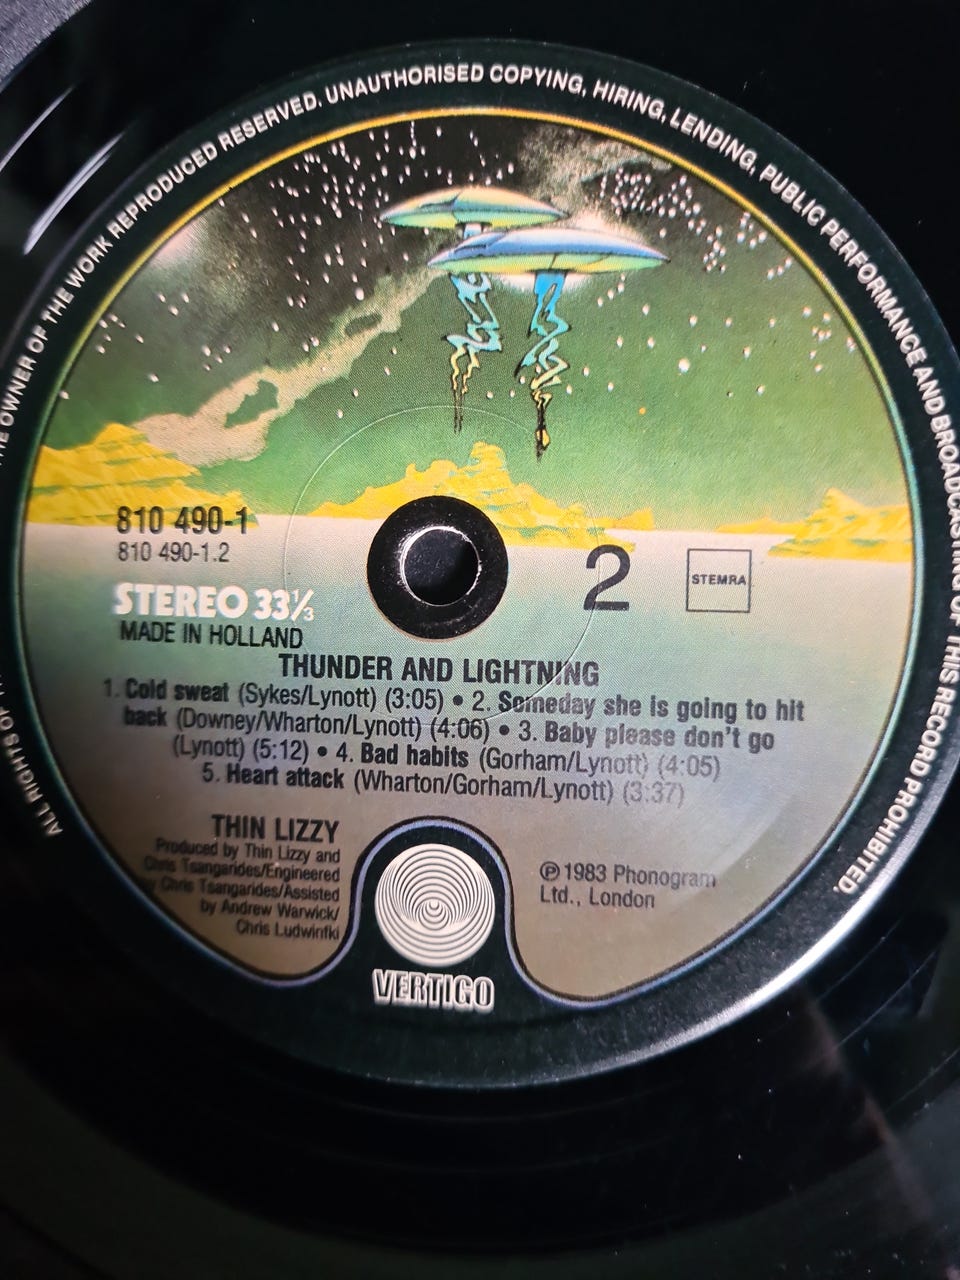 ALL RIGHTS OF THE OWNER OF THE WORK REPRODUCED RESERVED. UNAUTHORISED COPYING, HIRING, LENDING, PUBLIC PERFORMANCE AND BROADCASTING OF THIS RECORD PROHIBITED.
810 490-1
810 490-1.2
STEREO 33⅓
MADE IN HOLLAND
2
STEMRA
THUNDER AND LIGHTNING
1. Cold sweat (Sykes/Lynott) (3:05) • 2. Someday she is going to hit
back (Downey/Wharton/Lynott) (4:06) • 3. Baby please don't go
(Lynott) (5:12) • 4. Bad habits (Gorham/Lynott) (4:05)
5. Heart attack (Wharton/Gorham/Lynott) (3:37)
THIN LIZZY
Produced by Thin Lizzy and
Chris Tsangarides/Engineered
by Chris Tsangarides/Assisted
by Andrew Warwick/
Chris Ludwinfki
℗ 1983 Phonogram
Ltd., London
VERTIGO